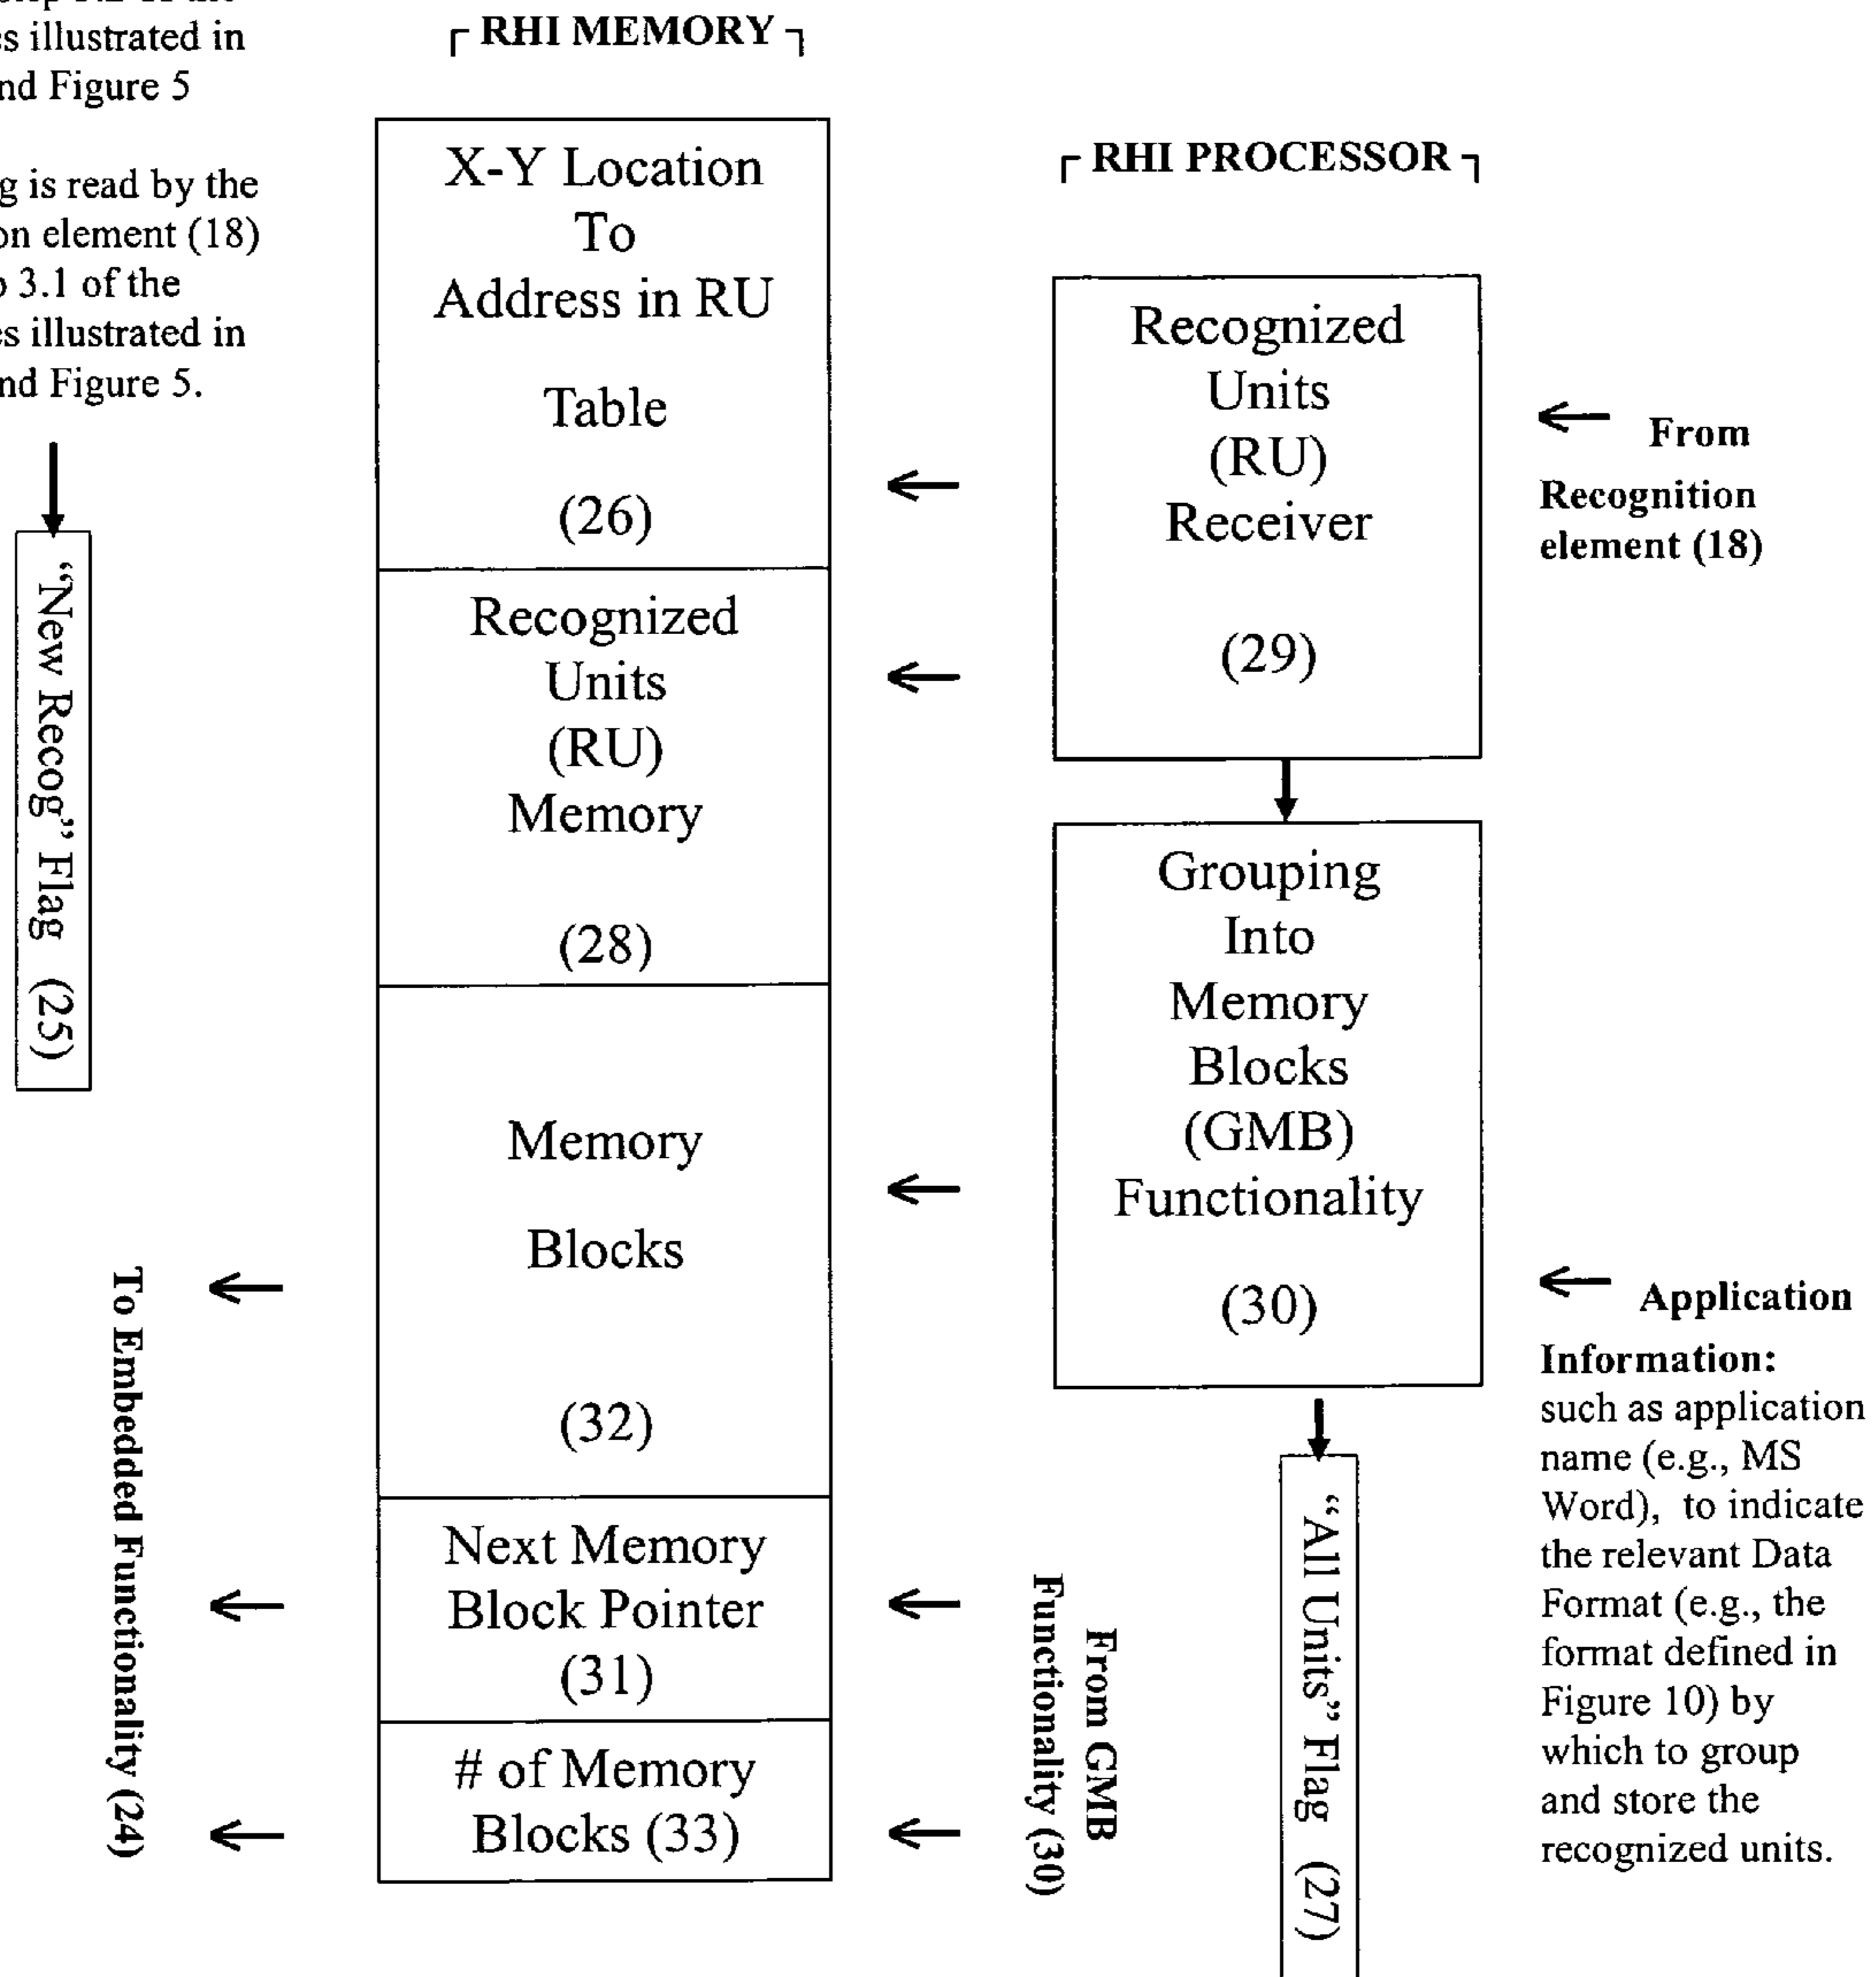 s illustrated in
nd Figure 5
g is read by the
on element (18)
3.1 of the
es illustrated in
nd Figure 5.
"New Recog" Flag (25)
RHI MEMORY
X-Y Location
To
Address in RU
Table
(26)
Recognized
Units
(RU)
Memory
(28)
Memory
Blocks
(32)
Next Memory
Block Pointer
(31)
# of Memory
Blocks (33)
To Embedded Functionality (24)
RHI PROCESSOR
Recognized
Units
(RU)
Receiver
(29)
Grouping
Into
Memory
Blocks
(GMB)
Functionality
(30)
From GMB
Functionality (30)
"All Units" Flag (27)
From
Recognition
element (18)
Application
Information:
such as application
name (e.g., MS
Word), to indicate
the relevant Data
Format (e.g., the
format defined in
Figure 10) by
which to group
and store the
recognized units.